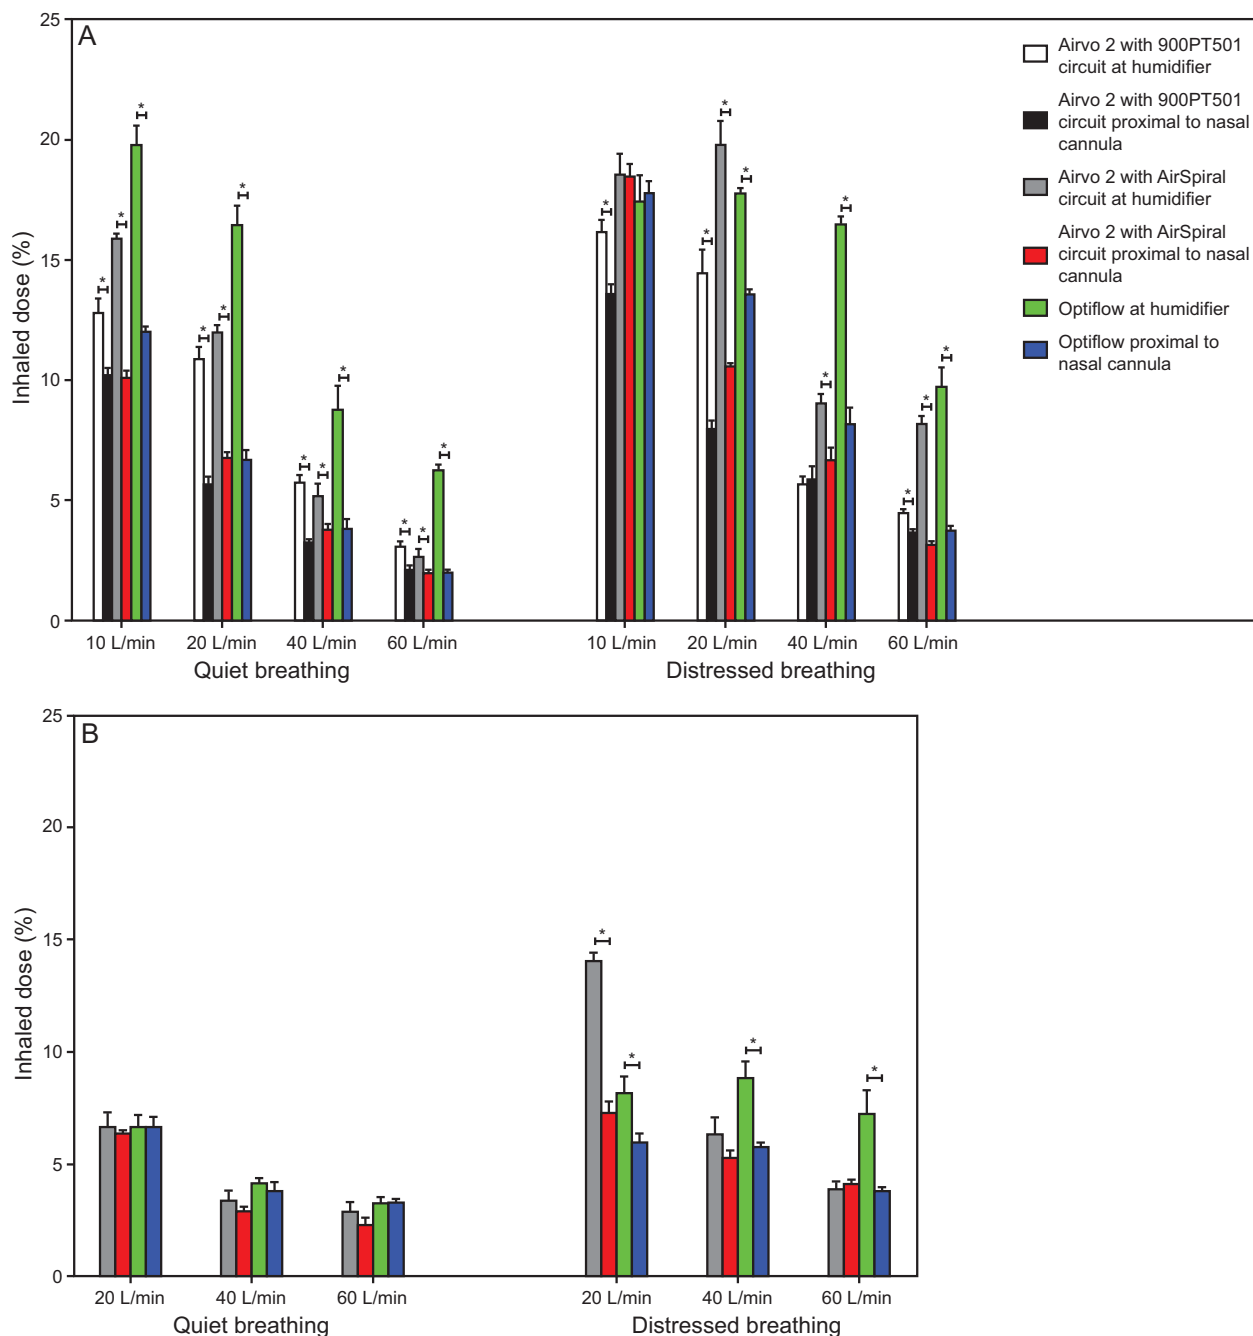 A
25
20
15
10
5
0
Inhaled dose (%)
* * * * * * * * * * * *
* * * * * * * * * *
10 L/min 20 L/min 40 L/min 60 L/min
Quiet breathing
10 L/min 20 L/min 40 L/min 60 L/min
Distressed breathing
Airvo 2 with 900PT501
circuit at humidifier
Airvo 2 with 900PT501
circuit proximal to nasal
cannula
Airvo 2 with AirSpiral
circuit at humidifier
Airvo 2 with AirSpiral
circuit proximal to nasal
cannula
Optiflow at humidifier
Optiflow proximal to
nasal cannula
B
25
20
15
10
5
0
Inhaled dose (%)
* * * *
20 L/min 40 L/min 60 L/min
Quiet breathing
20 L/min 40 L/min 60 L/min
Distressed breathing